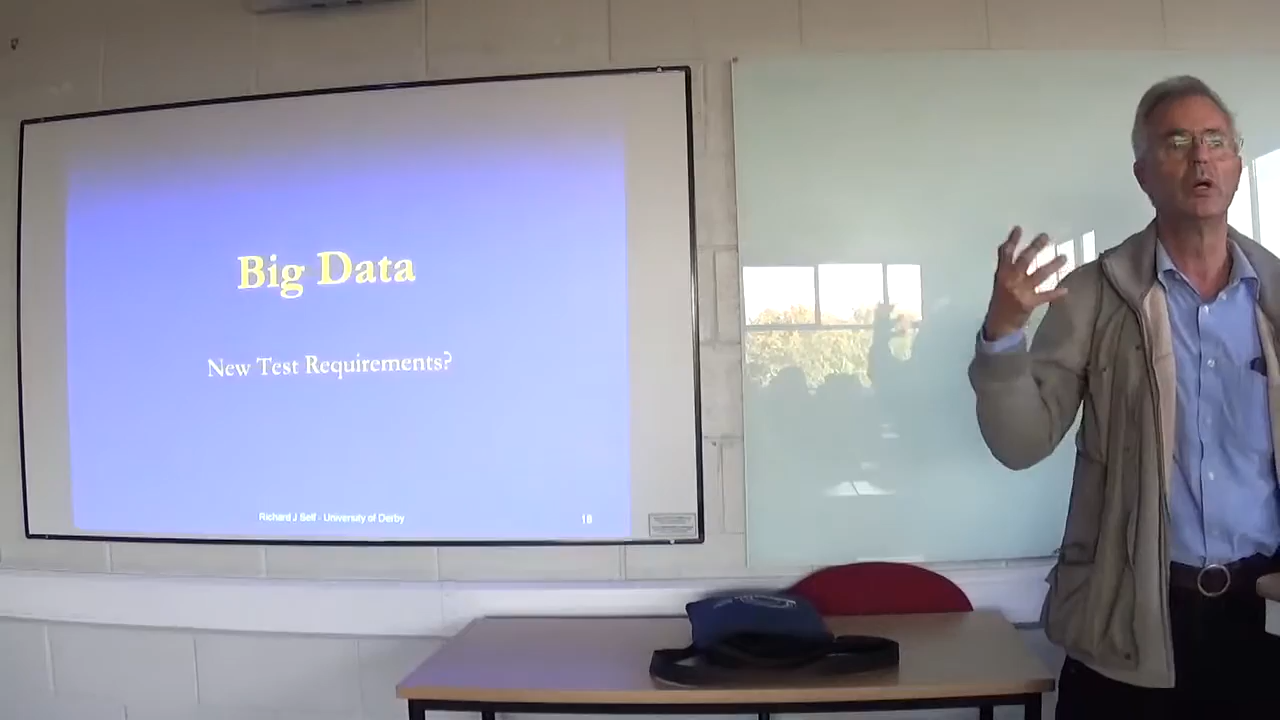 Big Data
New Test Requirements?
Richard J Self - University of Derby
18